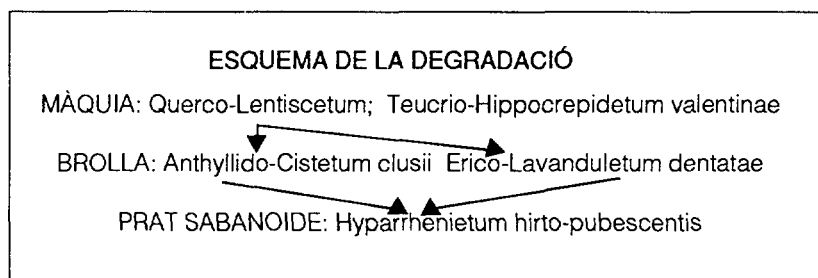 ESQUEMA DE LA DEGRADACIÓ
MÀQUIA: Querco-Lentiscetum; Teucrio-Hippocrepidetum valentinae
BROLLA: Anthyllido-Cistetum clusii Erico-Lavanduletum dentatae
PRAT SABANOIDE: Hyparrhenietum hirto-pubescentis